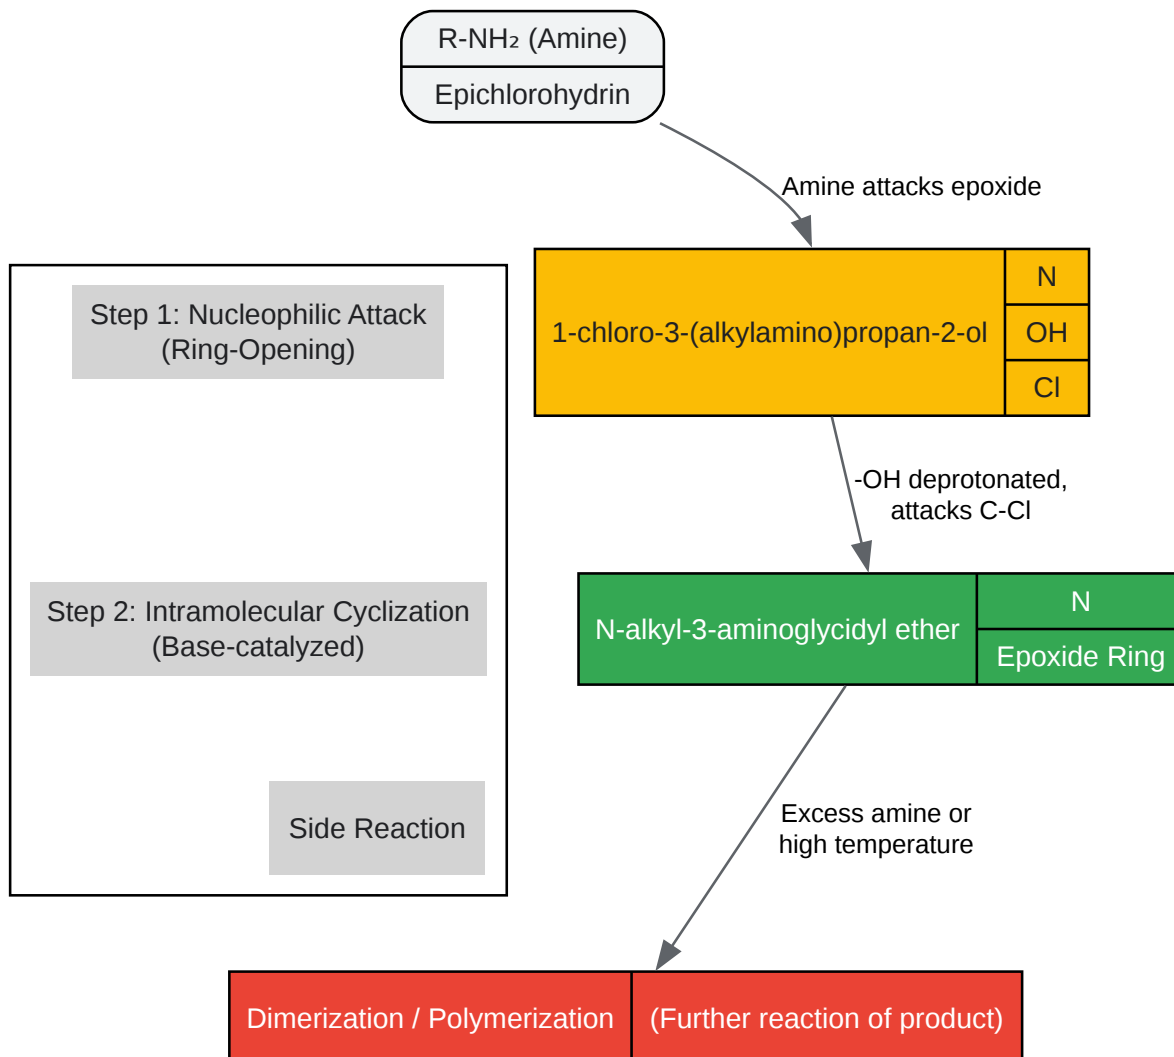 R-NH₂ (Amine)
Epichlorohydrin
Amine attacks epoxide
1-chloro-3-(alkylamino)propan-2-ol
N
OH
Cl
Step 1: Nucleophilic Attack
(Ring-Opening)
-OH deprotonated,
attacks C-Cl
Step 2: Intramolecular Cyclization
(Base-catalyzed)
N-alkyl-3-aminoglycidyl ether
N
Epoxide Ring
Side Reaction
Excess amine or
high temperature
Dimerization / Polymerization
(Further reaction of product)